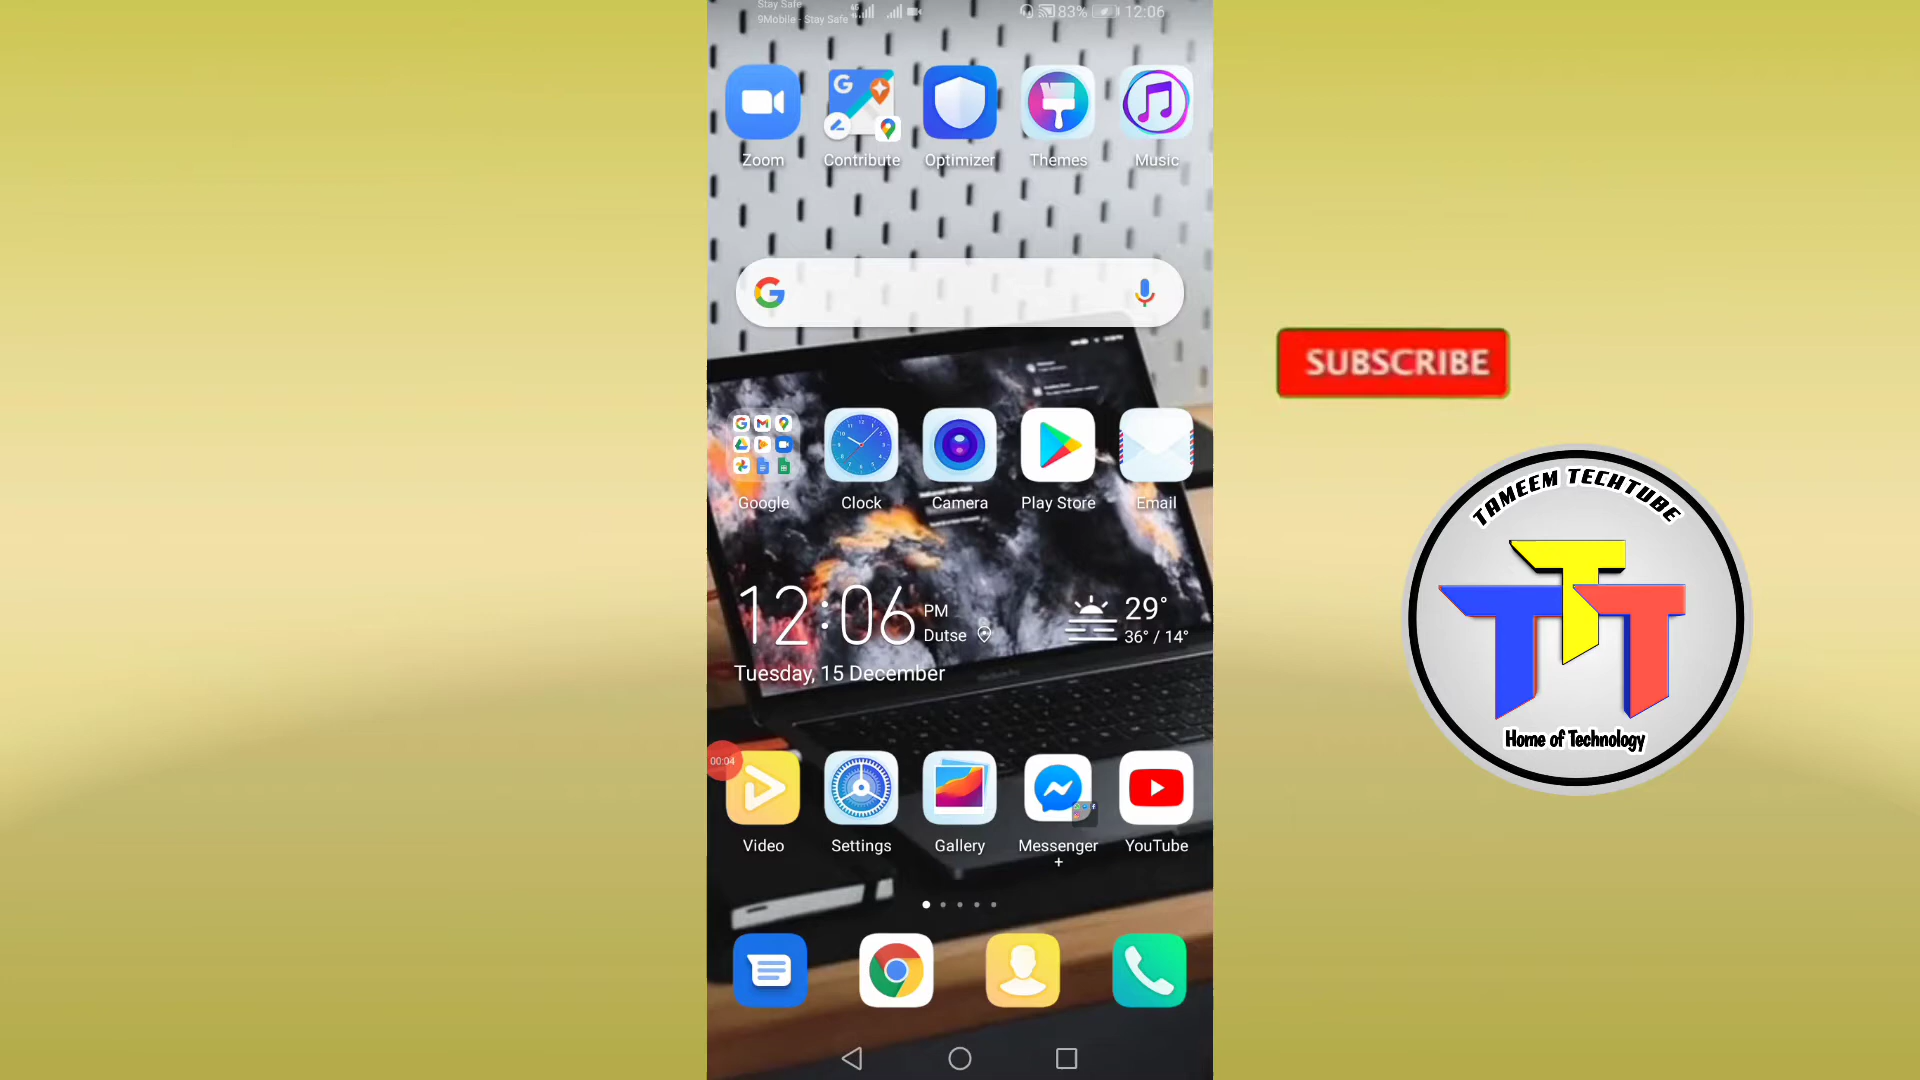 Stay Safe
9Mobile - Stay Safe
83%
12:06
Zoom
Contribute
Optimizer
Themes
Music
SUBSCRIBE
Google
Clock
Camera
Play Store
Email
TAMEEM TECHTUBE
TTT
Home of Technology
12:06 PM
Dutse
29°
36° / 14°
Tuesday, 15 December
00:04
Video
Settings
Gallery
Messenger
+
YouTube